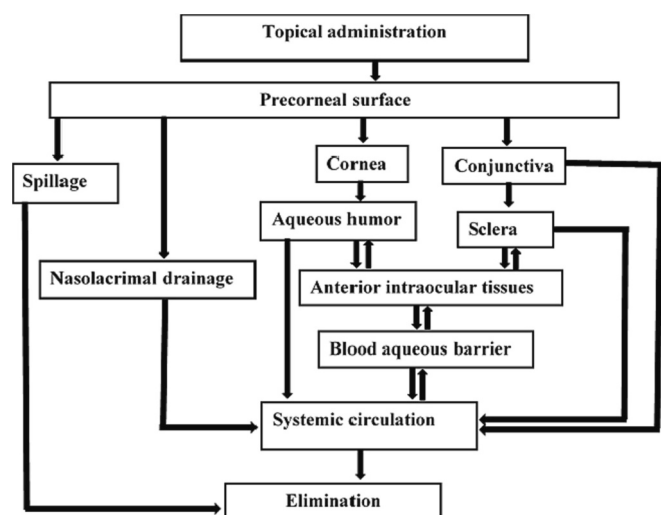 Topical administration
Precorneal surface
Spillage
Cornea
Conjunctiva
Aqueous humor
Sclera
Nasolacrimal drainage
Anterior intraocular tissues
Blood aqueous barrier
Systemic circulation
Elimination